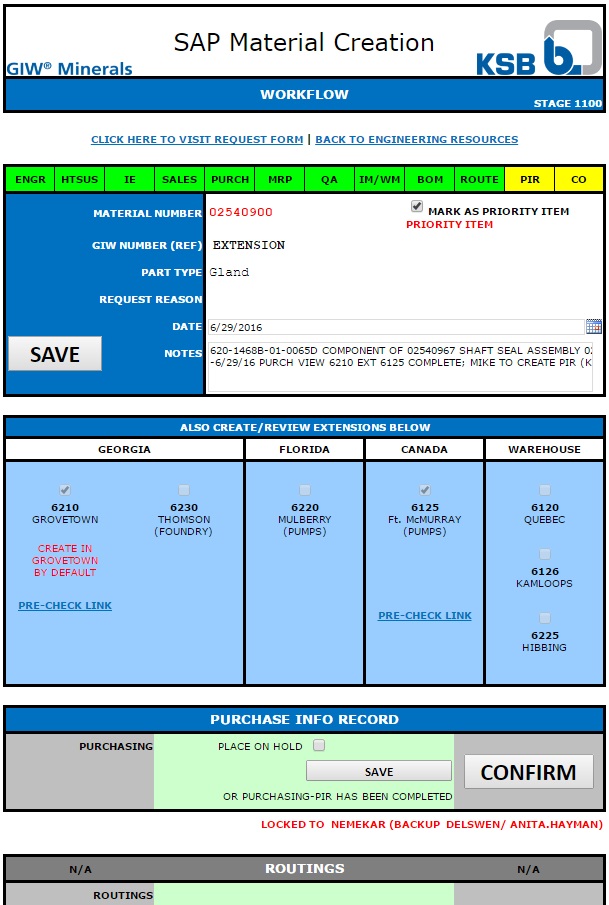 SAP Material Creation
GIW® Minerals
KSB b.
WORKFLOW
STAGE 1100
CLICK HERE TO VISIT REQUEST FORM | BACK TO ENGINEERING RESOURCES
ENGR HTSUS IE SALES PURCH MRP QA IM/WM BOM ROUTE PIR CO
MATERIAL NUMBER 02540900 MARK AS PRIORITY ITEM
PRIORITY ITEM
GIW NUMBER (REF) EXTENSION
PART TYPE Gland
REQUEST REASON
DATE 6/29/2016
SAVE NOTES 620-1468B-01-0065D COMPONENT OF 02540967 SHAFT SEAL ASSEMBLY
-6/29/16 PURCH VIEW 6210 EXT 6125 COMPLETE; MIKE TO CREATE PIR (K
ALSO CREATE/REVIEW EXTENSIONS BELOW
GEORGIA FLORIDA CANADA WAREHOUSE
6210 6230 6220 6125 6120
GROVETOWN THOMSON MULBERRY Ft. McMURRAY QUEBEC
(FOUNDRY) (PUMPS) (PUMPS)
CREATE IN
GROVETOWN
BY DEFAULT
6126
KAMLOOPS
PRE-CHECK LINK PRE-CHECK LINK
6225
HIBBING
PURCHASE INFO RECORD
PURCHASING PLACE ON HOLD
SAVE CONFIRM
OR PURCHASING-PIR HAS BEEN COMPLETED
LOCKED TO NEMEKAR (BACKUP DELSWEN/ ANITA.HAYMAN)
N/A ROUTINGS N/A
ROUTINGS